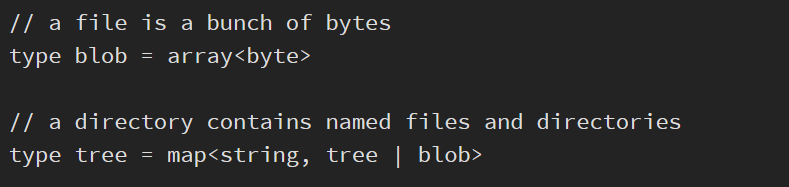 // a file is a bunch of bytes
type blob = array<byte>
// a directory contains named files and directories
type tree = map<string, tree | blob>